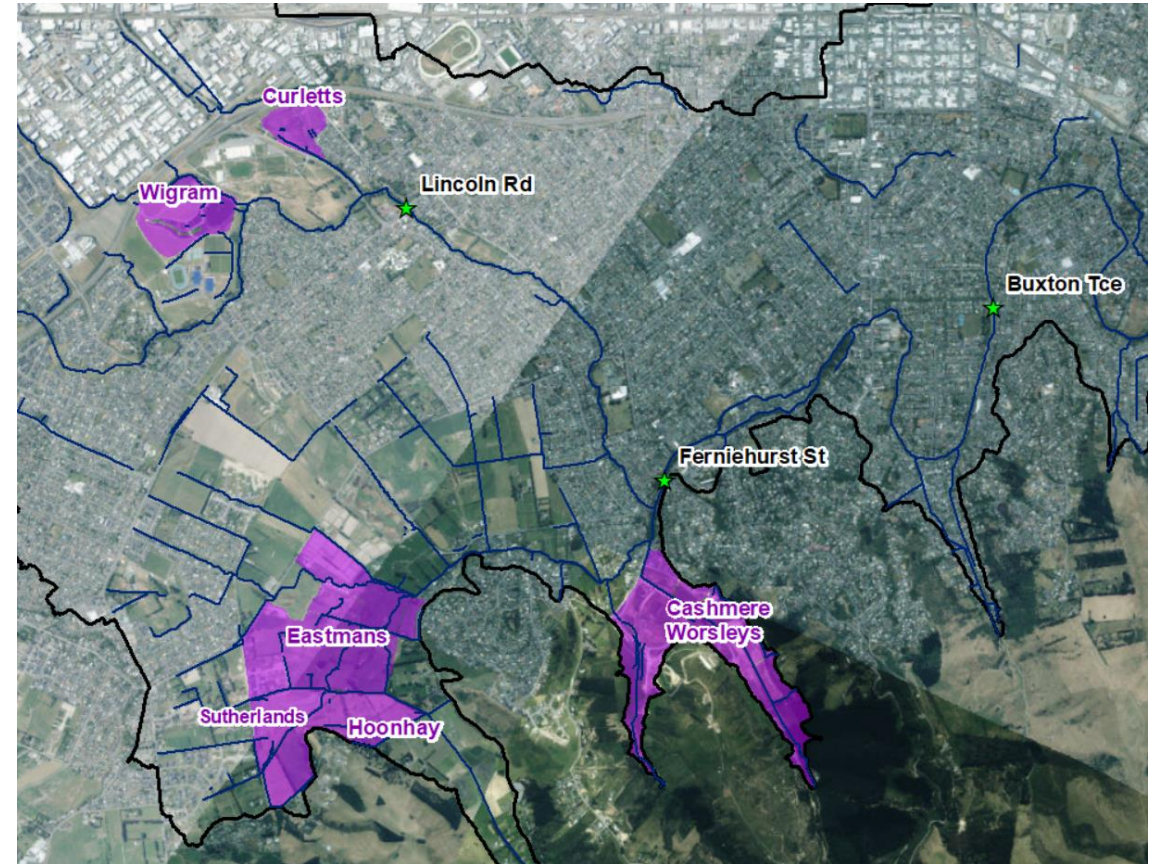 Curletts
Wigram
Lincoln Rd
Buxton Tce
Ferniehurst St
Cashmere
Worsleys
Eastmans
Sutherlands
Hoonhay